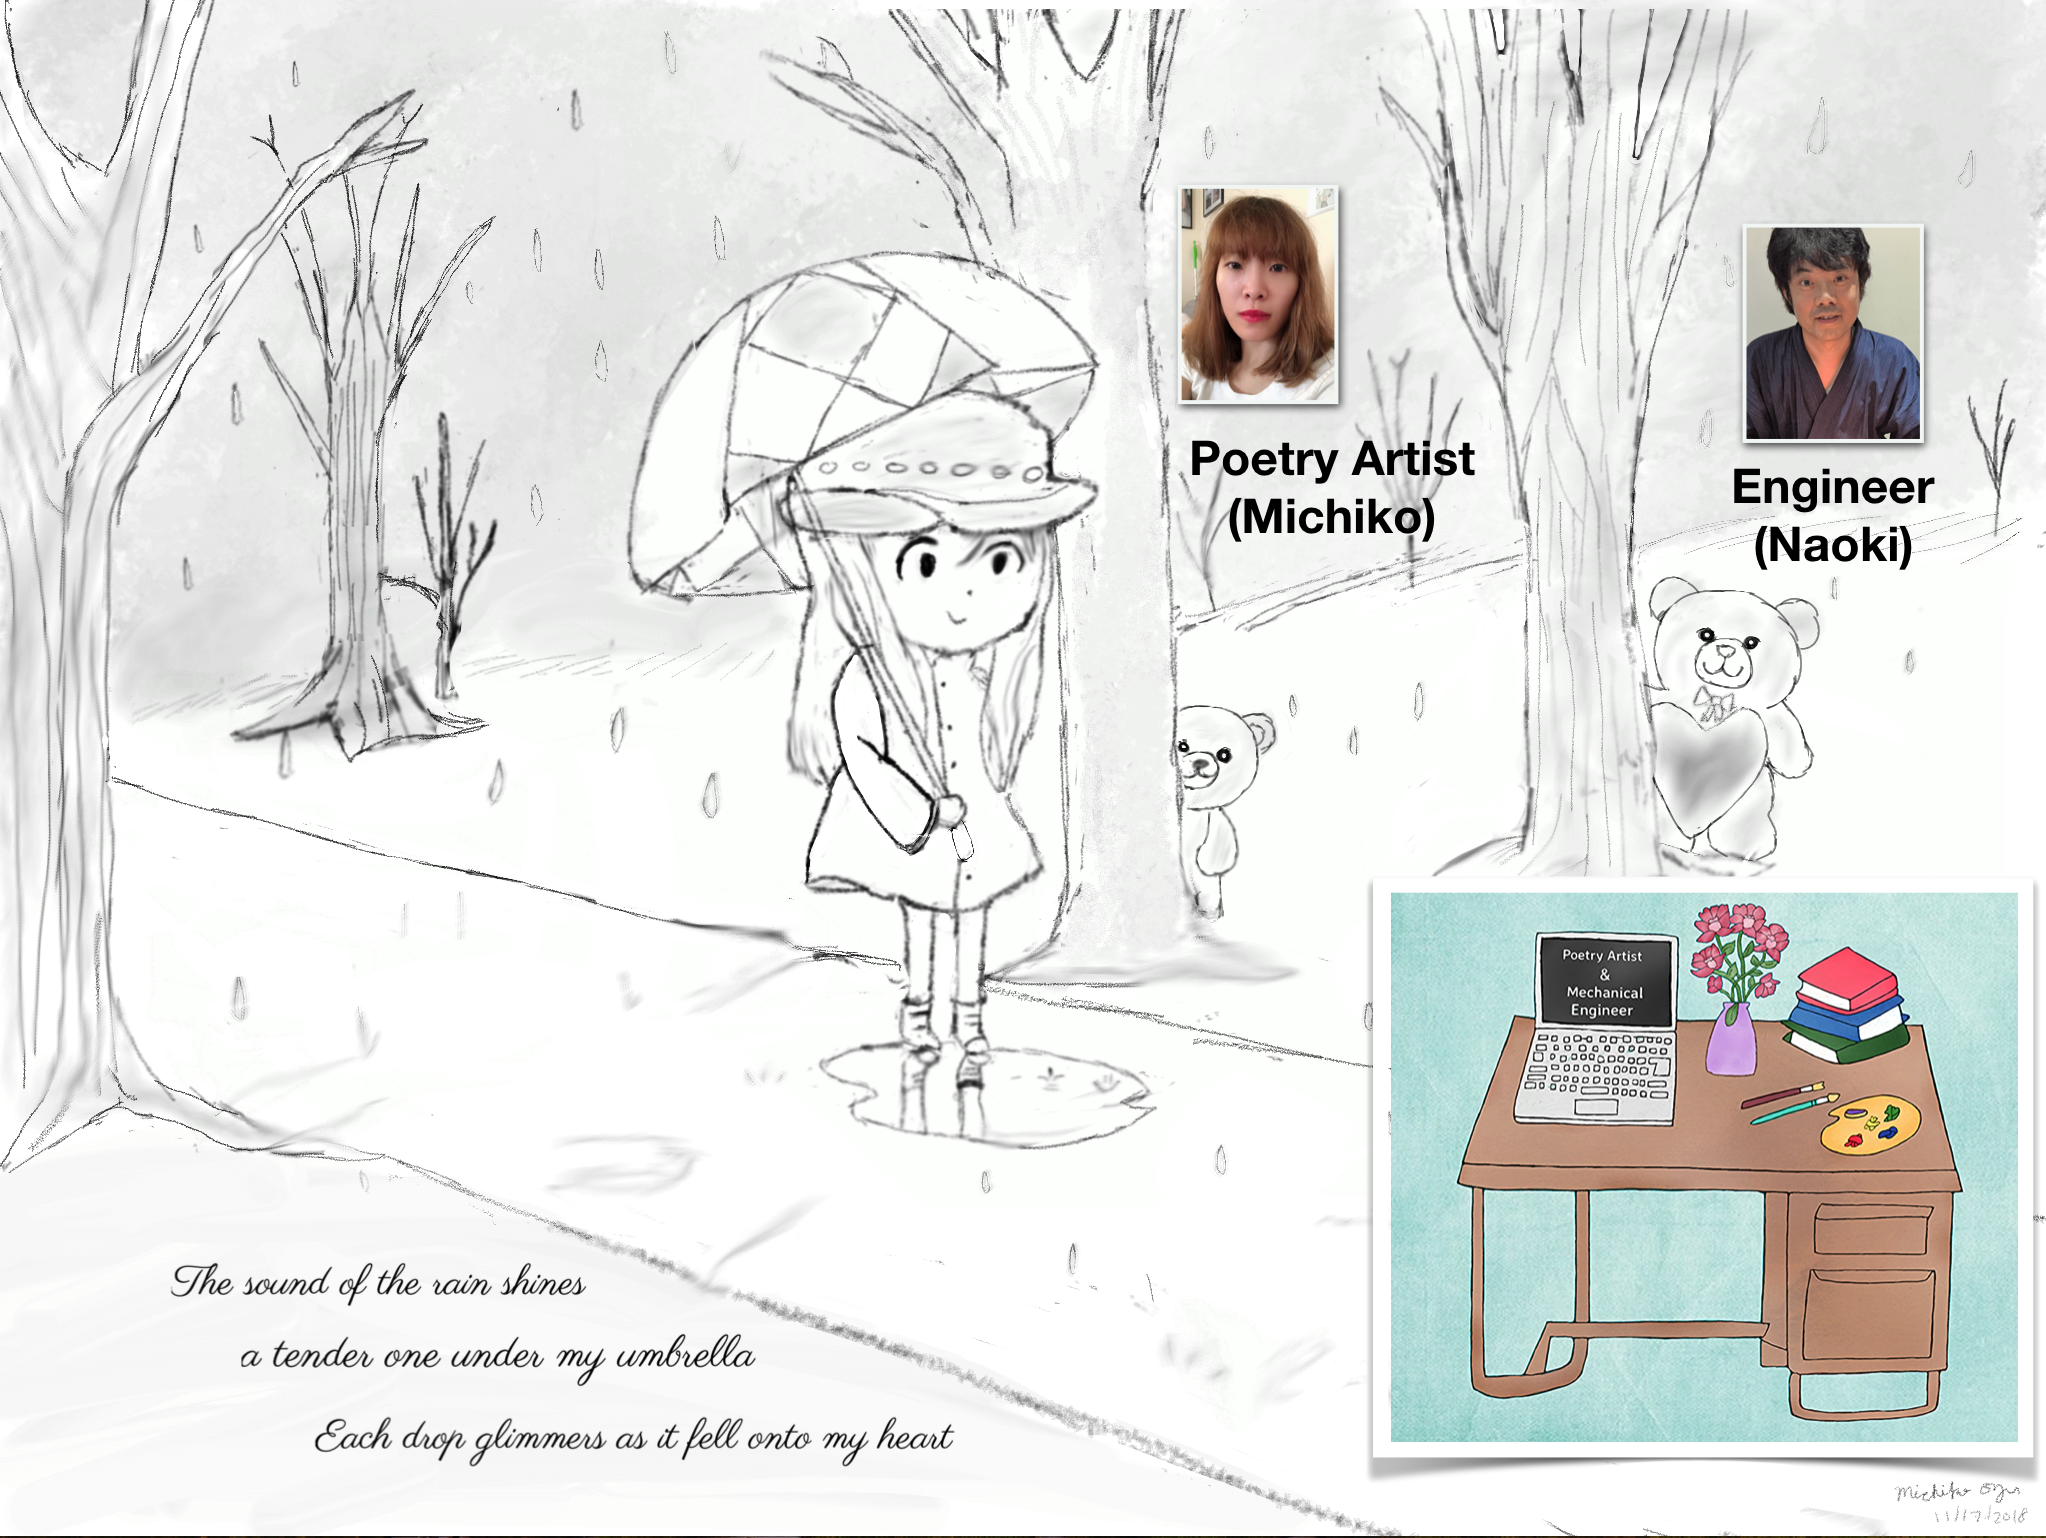 Poetry Artist
(Michiko)
Engineer
(Naoki)
Poetry Artist
&
Mechanical
Engineer
The sound of the rain shines
a tender one under my umbrella
Each drop glimmers as it fell onto my heart
Michiko
11/17/2018